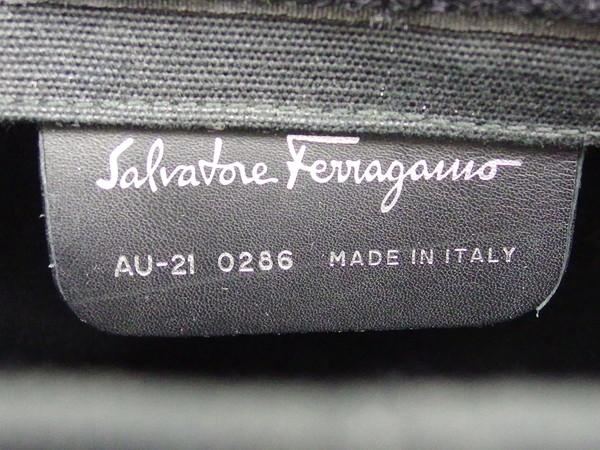 Salvatore Ferragamo
AU-21 0286 MADE IN ITALY